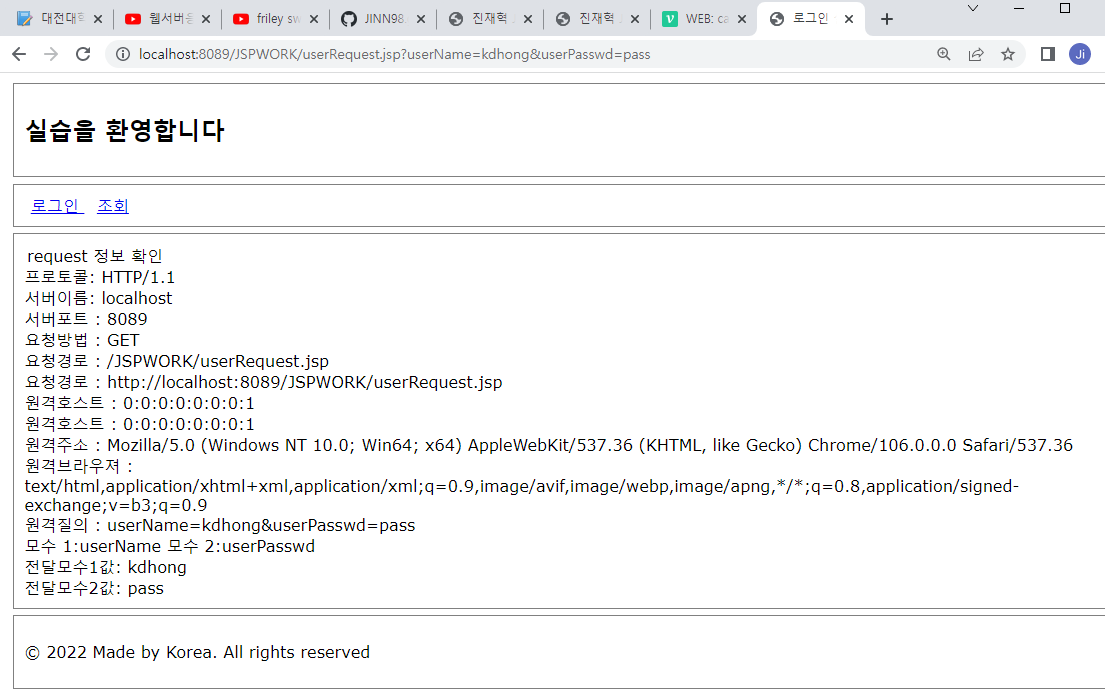 대전대학
웹서버운
friley sw
JINN98
진재혁
진재혁
WEB: ca
로그인
localhost:8089/JSPWORK/userRequest.jsp?userName=kdhong&userPasswd=pass
Ji
실습을 환영합니다
로그인 조회
request 정보 확인
프로토콜: HTTP/1.1
서버이름: localhost
서버포트 : 8089
요청방법 : GET
요청경로 : /JSPWORK/userRequest.jsp
요청경로 : http://localhost:8089/JSPWORK/userRequest.jsp
원격호스트 : 0:0:0:0:0:0:0:1
원격호스트 : 0:0:0:0:0:0:0:1
원격주소 : Mozilla/5.0 (Windows NT 10.0; Win64; x64) AppleWebKit/537.36 (KHTML, like Gecko) Chrome/106.0.0.0 Safari/537.36
원격브라우져 :
text/html,application/xhtml+xml,application/xml;q=0.9,image/avif,image/webp,image/apng,*/*;q=0.8,application/signed-
exchange;v=b3;q=0.9
원격질의 : userName=kdhong&userPasswd=pass
모수 1:userName 모수 2:userPasswd
전달모수1값: kdhong
전달모수2값: pass
© 2022 Made by Korea. All rights reserved